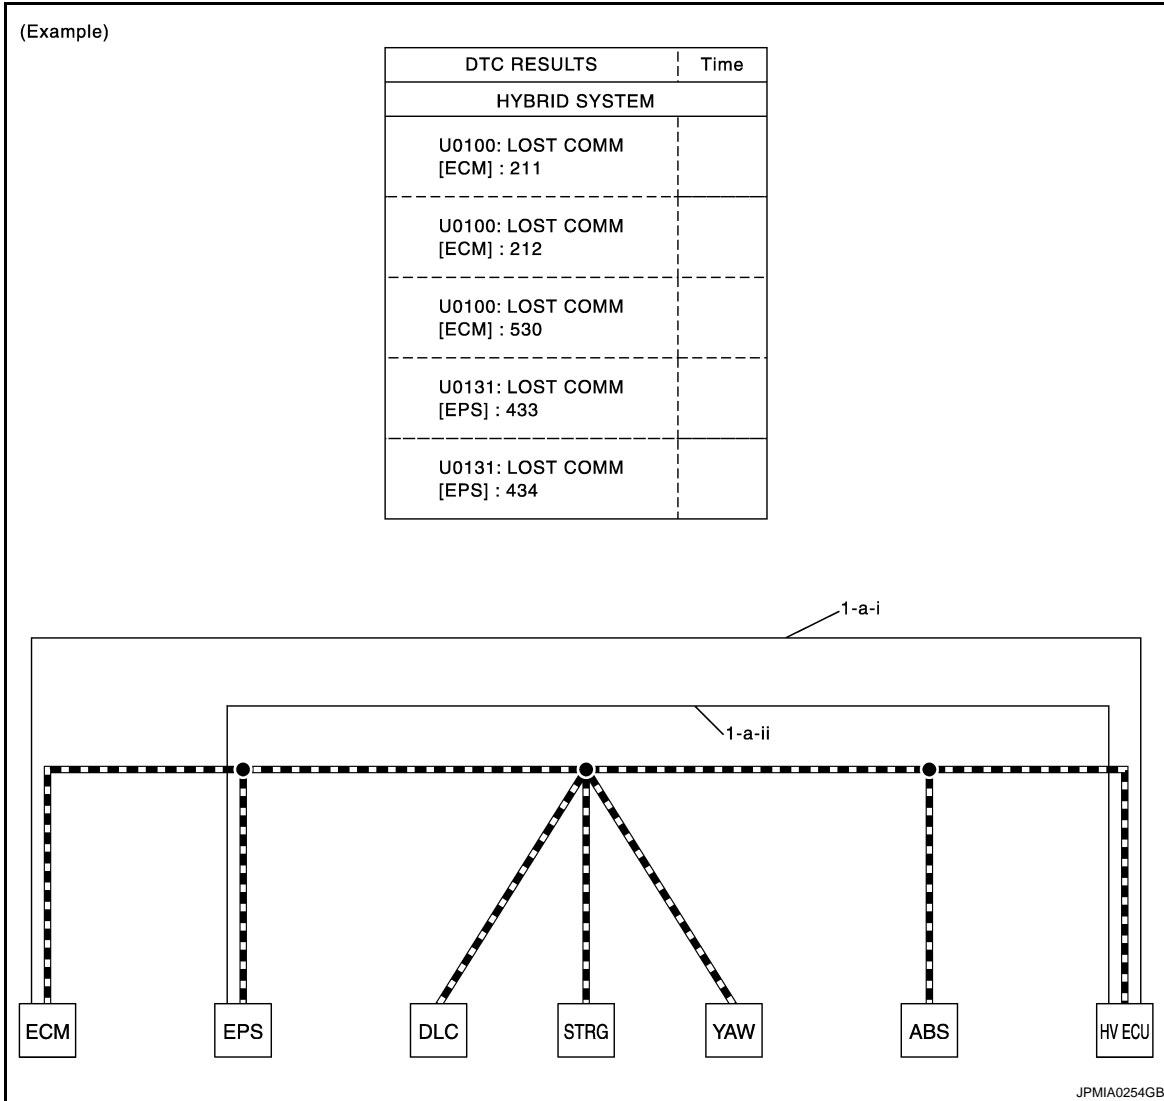 (Example)
DTC RESULTS Time
HYBRID SYSTEM
U0100: LOST COMM
[ECM] : 211
U0100: LOST COMM
[ECM] : 212
U0100: LOST COMM
[ECM] : 530
U0131: LOST COMM
[EPS] : 433
U0131: LOST COMM
[EPS] : 434
1-a-i
1-a-ii
ECM EPS DLC STRG YAW ABS HV ECU
JPMIA0254GB